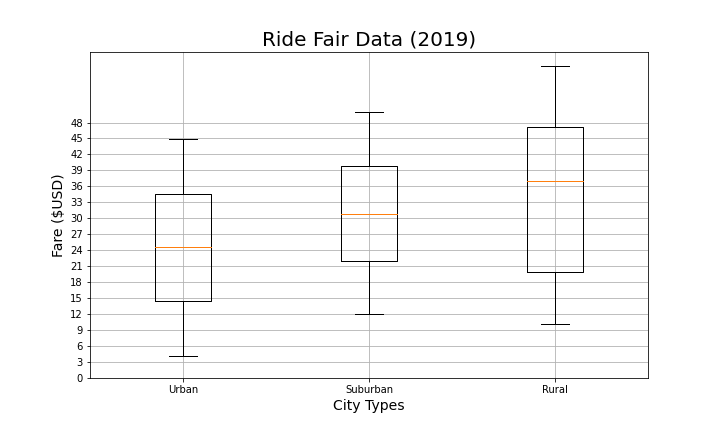 Ride Fair Data (2019)
Fare ($USD)
48
45
42
39
36
33
30
27
24
21
18
15
12
9
6
3
0
Urban
Suburban
Rural
City Types